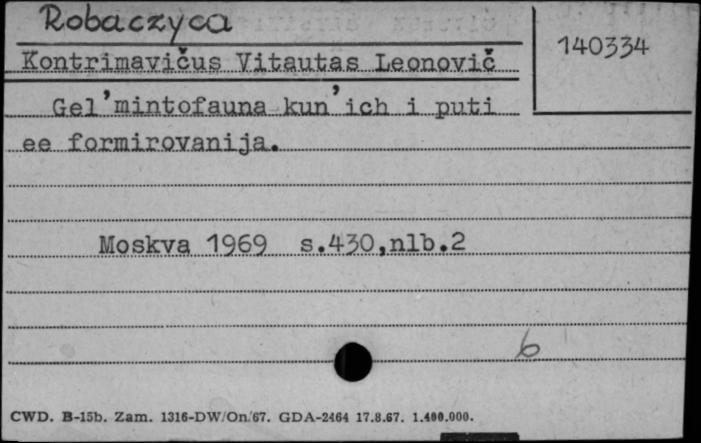 Robaczyca
140334
Kontrimavičus Vitautas Leonovič
Gel'mintofauna kun'ich i puti
ee formirovanija.
Moskva 1969 s.430,nlb.2
6
CWD. B-15b. Zam. 1316-DW/On/67. GDA-2464 17.8.67. 1.400.000.